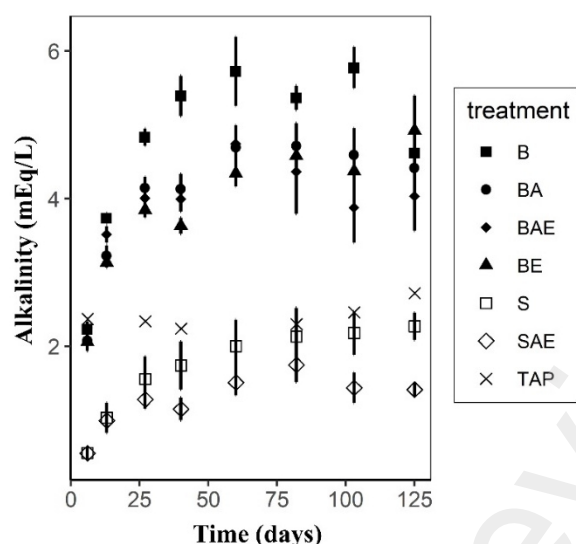 6
4
2
Alkalinity (mEq/L)
0 25 50 75 100 125
Time (days)
treatment
B
BA
BAE
BE
S
SAE
TAP